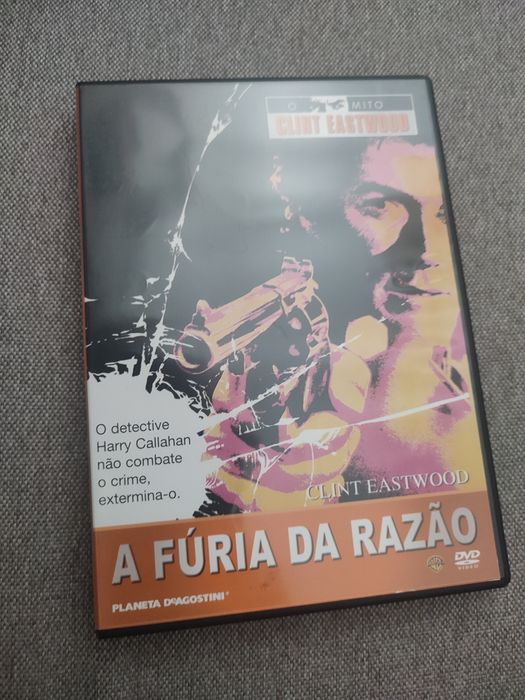 O MITO
CLINT EASTWOOD
O detective
Harry Callahan
não combate
o crime,
extermina-o.
CLINT EASTWOOD
A FÚRIA DA RAZÃO
DVD
VIDEO
PLANETA DEAGOSTINI